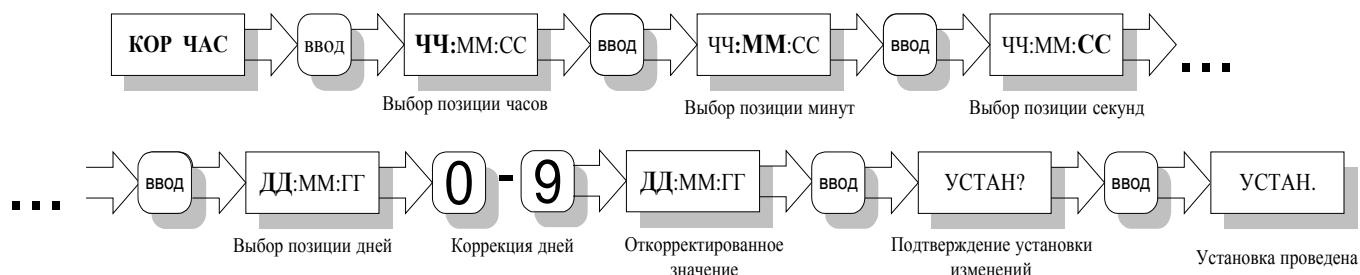 КОР ЧАС ввод ЧЧ:ММ:СС ввод ЧЧ:ММ:СС ввод ЧЧ:ММ:СС ...
Выбор позиции часов Выбор позиции минут Выбор позиции секунд
... ввод ДД:ММ:ГГ 0 - 9 ДД:ММ:ГГ ввод УСТАН? ввод УСТАН.
Выбор позиции дней Коррекция дней Откорректированное Подтверждение установки Установка проведена
значение изменений